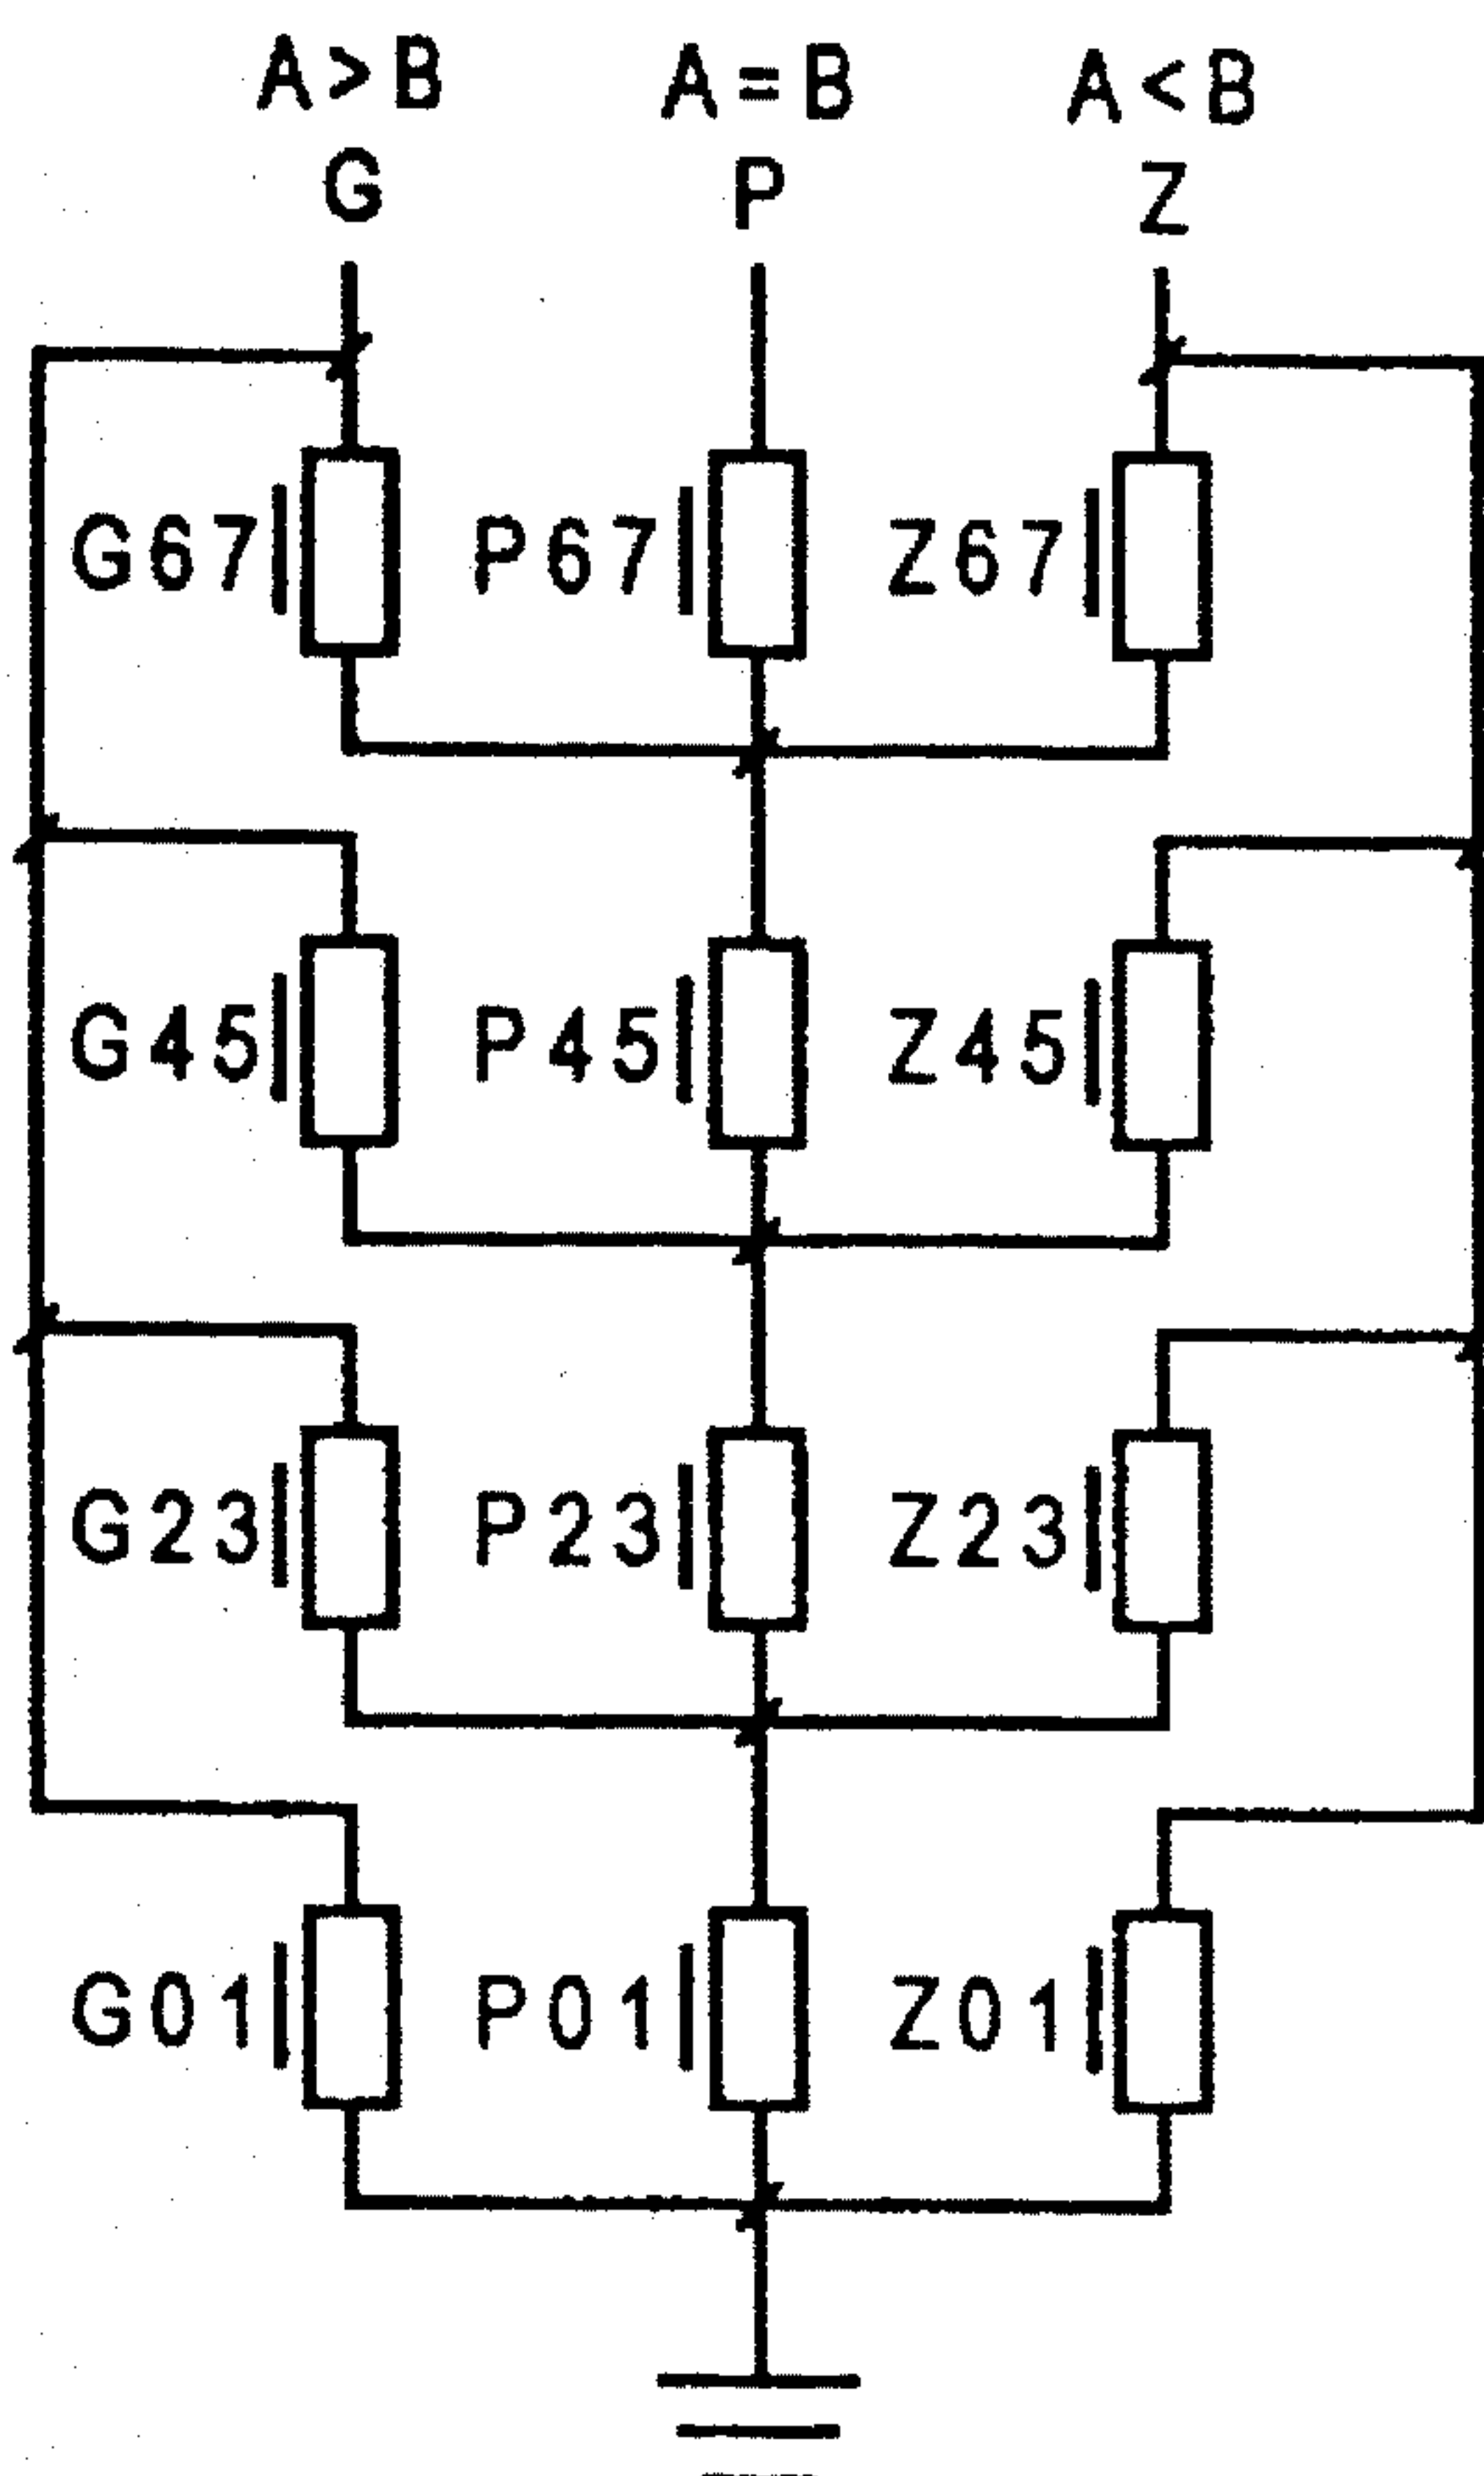 A>B A=B A<B
G P Z
G67 P67 Z67
G45 P45 Z45
G23 P23 Z23
G01 P01 Z01